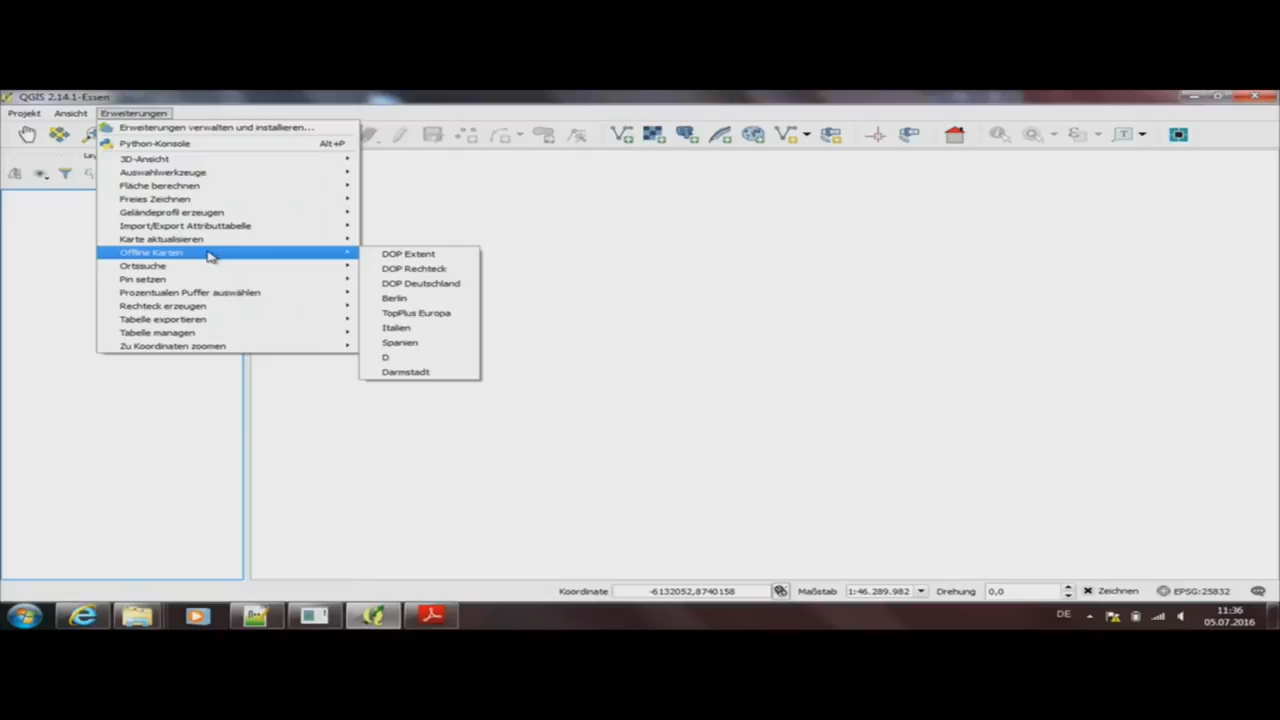 QGIS 2.14.1-Essen
Projekt Ansicht Erweiterungen
Erweiterungen verwalten und installieren...
Python-Konsole Alt+P
3D-Ansicht
Auswahlwerkzeuge
Fläche berechnen
Freies Zeichnen
Geländeprofil erzeugen
Import/Export Attributtabelle
Karte aktualisieren
Offline Karten
Ortssuche
Pin setzen
Prozentualen Puffer auswählen
Rechteck erzeugen
Tabelle exportieren
Tabelle managen
Zu Koordinaten zoomen
DOP Extent
DOP Rechteck
DOP Deutschland
Berlin
TopPlus Europa
Italien
Spanien
D
Darmstadt
Koordinate -6132052,8740158 Maßstab 1:46.289.982 Drehung 0,0 Zeichnen EPSG:25832
DE 11:36
05.07.2016